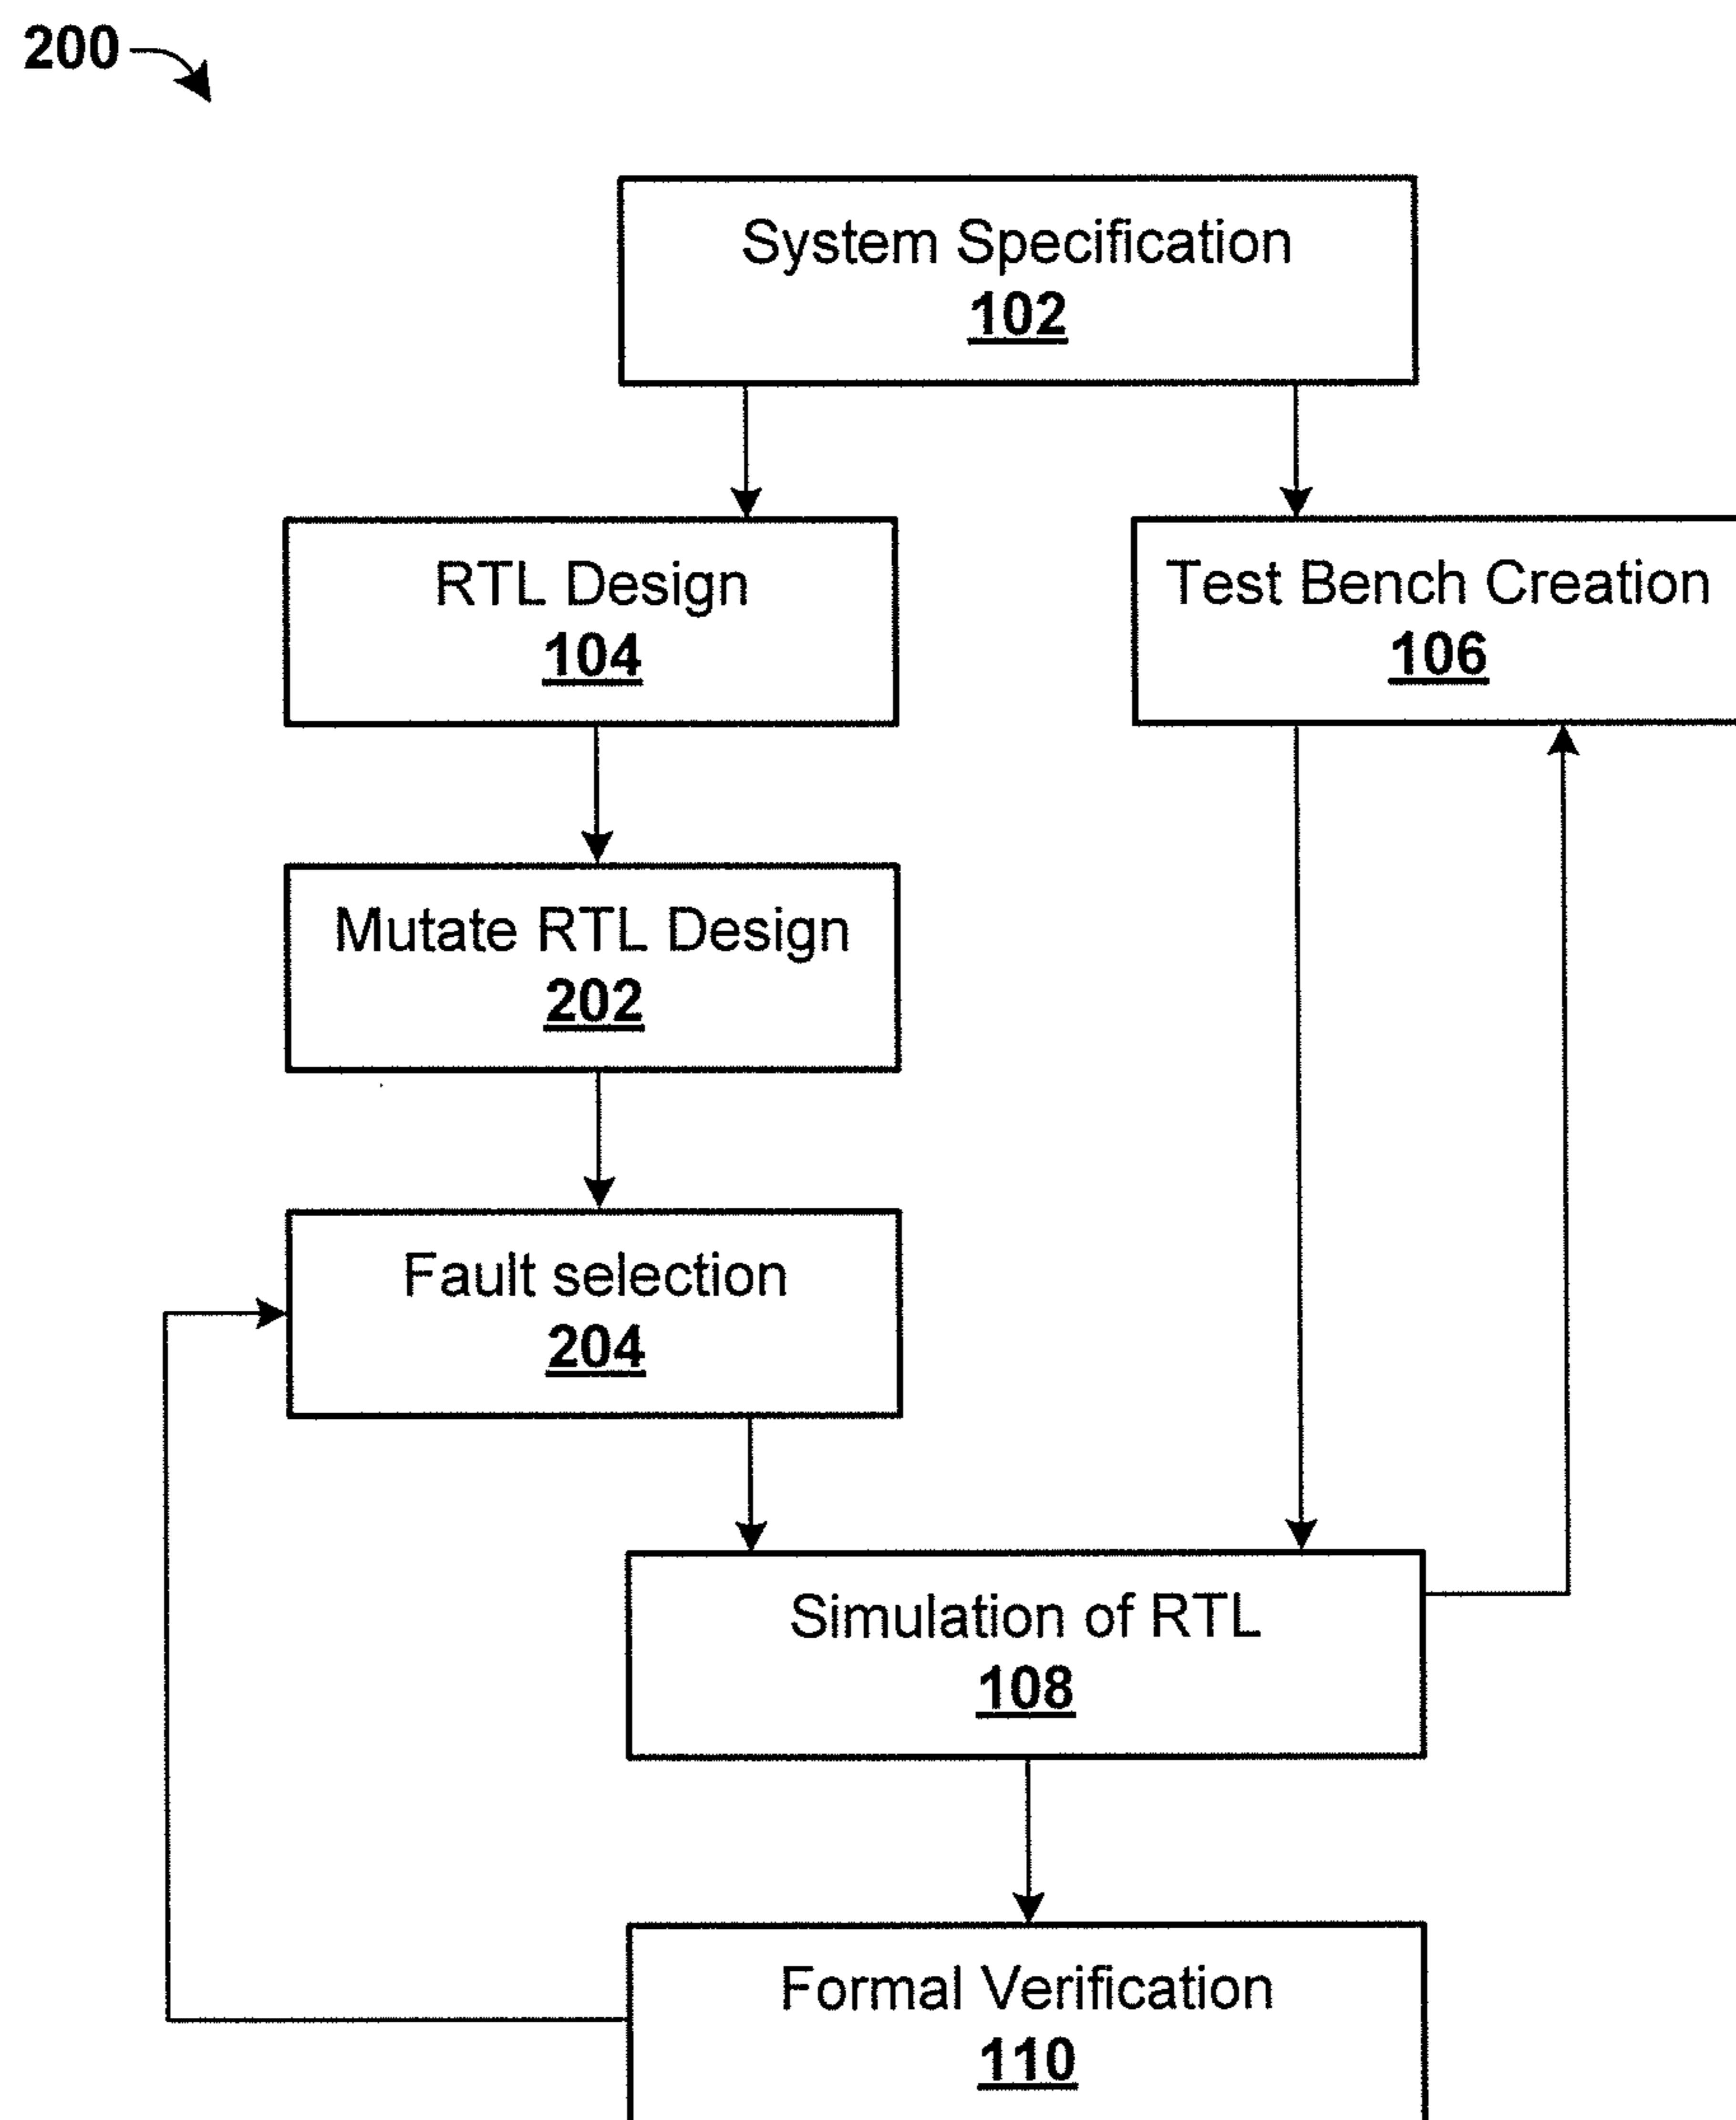 200
System Specification
102
RTL Design
104
Test Bench Creation
106
Mutate RTL Design
202
Fault selection
204
Simulation of RTL
108
Formal Verification
110